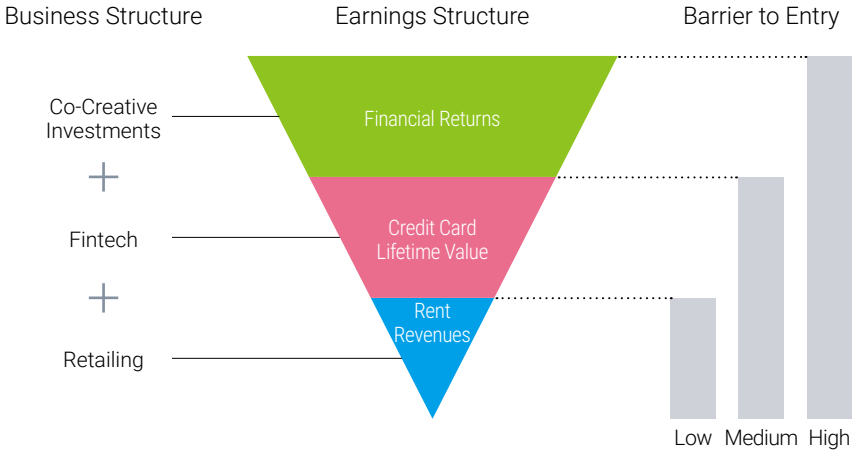 Business Structure
Earnings Structure
Barrier to Entry
Co-Creative
Investments
+
Fintech
+
Retailing
Financial Returns
Credit Card
Lifetime Value
Rent
Revenues
Low
Medium
High